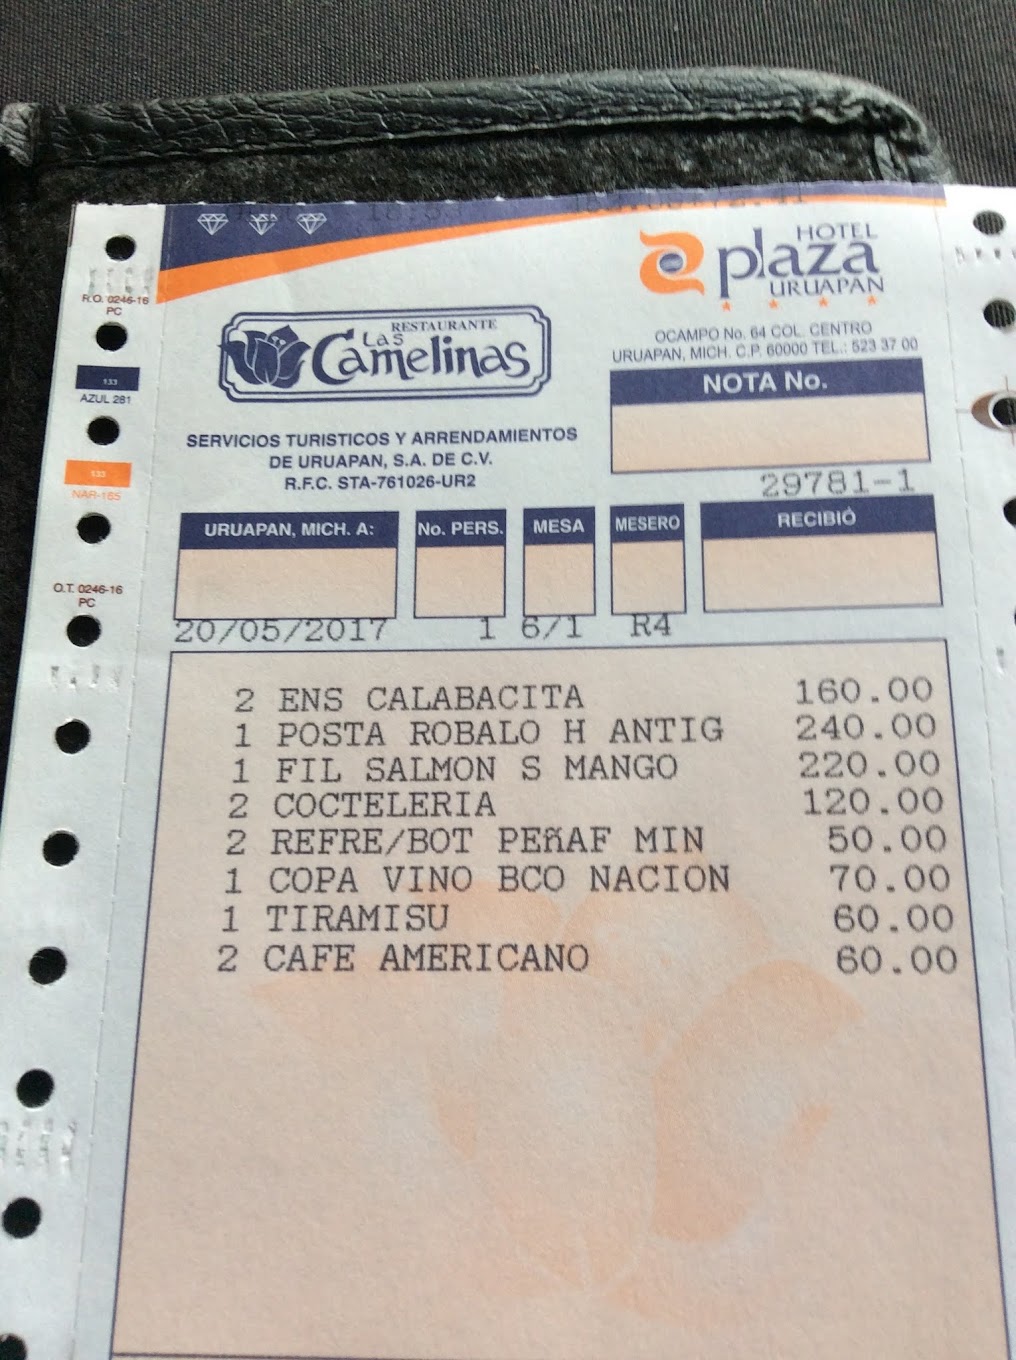 HOTEL
plaza
URUAPAN
RESTAURANTE
LAS
Camelinas
OCAMPO No. 64 COL. CENTRO
URUAPAN, MICH. C.P. 60000 TEL.: 523 37 00
NOTA No.
SERVICIOS TURISTICOS Y ARRENDAMIENTOS
DE URUAPAN, S.A. DE C.V.
R.F.C. STA-761026-UR2
29781-1
URUAPAN, MICH. A: No. PERS. MESA MESERO RECIBIÓ
20/05/2017 1 6/1 R4
2 ENS CALABACITA 160.00
1 POSTA ROBALO H ANTIG 240.00
1 FIL SALMON S MANGO 220.00
2 COCTELERIA 120.00
2 REFRE/BOT PEñAF MIN 50.00
1 COPA VINO BCO NACION 70.00
1 TIRAMISU 60.00
2 CAFE AMERICANO 60.00
R.O. 0246-16
PC
133
AZUL 281
133
NAR-165
O.T. 0246-16
PC